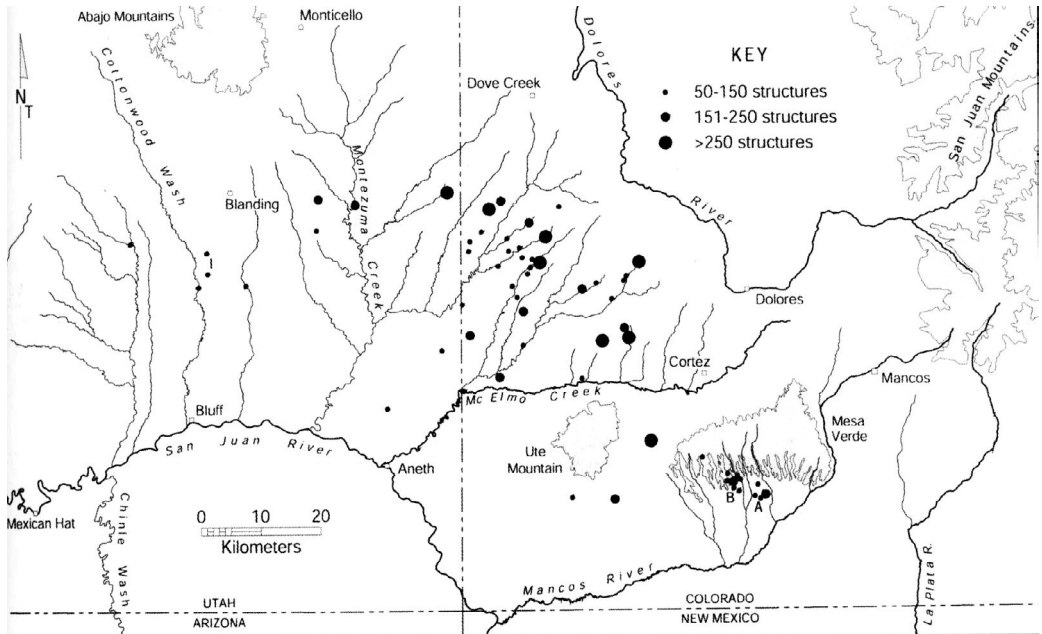 Abajo Mountains
Monticello
Cottonwood Wash
Dolores
River
KEY
50-150 structures
151-250 structures
>250 structures
San Juan Mountains
N
T
Dove Creek
Montezuma Creek
Blanding
Dolores
Cortez
Mancos
Mc Elmo Creek
Bluff
San Juan River
Aneth
Ute
Mountain
Mesa
Verde
B
A
Mexican Hat
Chinle Wash
0 10 20
Kilometers
Mancos River
La Plata R.
UTAH
ARIZONA
COLORADO
NEW MEXICO